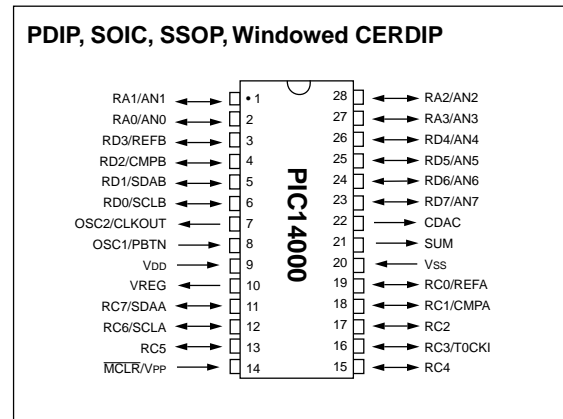 PDIP, SOIC, SSOP, Windowed CERDIP
RA1/AN1 1 28 RA2/AN2
RA0/AN0 2 27 RA3/AN3
RD3/REFB 3 26 RD4/AN4
RD2/CMPB 4 25 RD5/AN5
RD1/SDAB 5 24 RD6/AN6
RD0/SCLB 6 23 RD7/AN7
OSC2/CLKOUT 7 22 CDAC
OSC1/PBTN 8 21 SUM
VDD 9 20 VSS
VREG 10 19 RC0/REFA
RC7/SDAA 11 18 RC1/CMPA
RC6/SCLA 12 17 RC2
RC5 13 16 RC3/T0CKI
MCLR/VPP 14 15 RC4
PIC14000